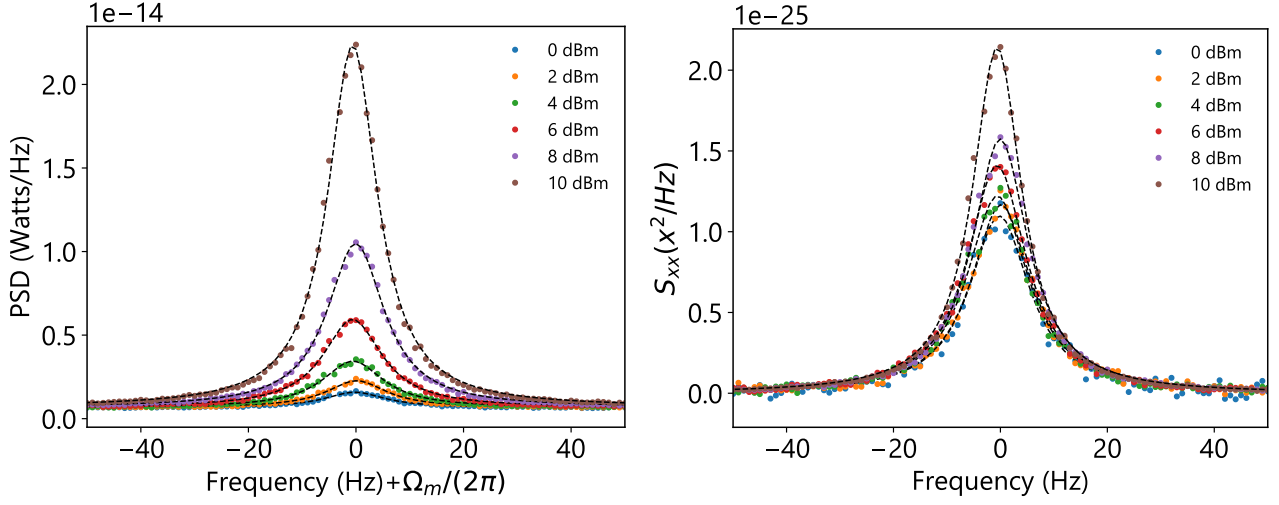 1e−14
PSD (Watts/Hz)
2.0
1.5
1.0
0.5
0.0
−40 −20 0 20 40
Frequency (Hz)+Ωₘ/(2π)
0 dBm
2 dBm
4 dBm
6 dBm
8 dBm
10 dBm
1e−25
Sₓₓ(x²/Hz)
2.0
1.5
1.0
0.5
0.0
−40 −20 0 20 40
Frequency (Hz)
0 dBm
2 dBm
4 dBm
6 dBm
8 dBm
10 dBm